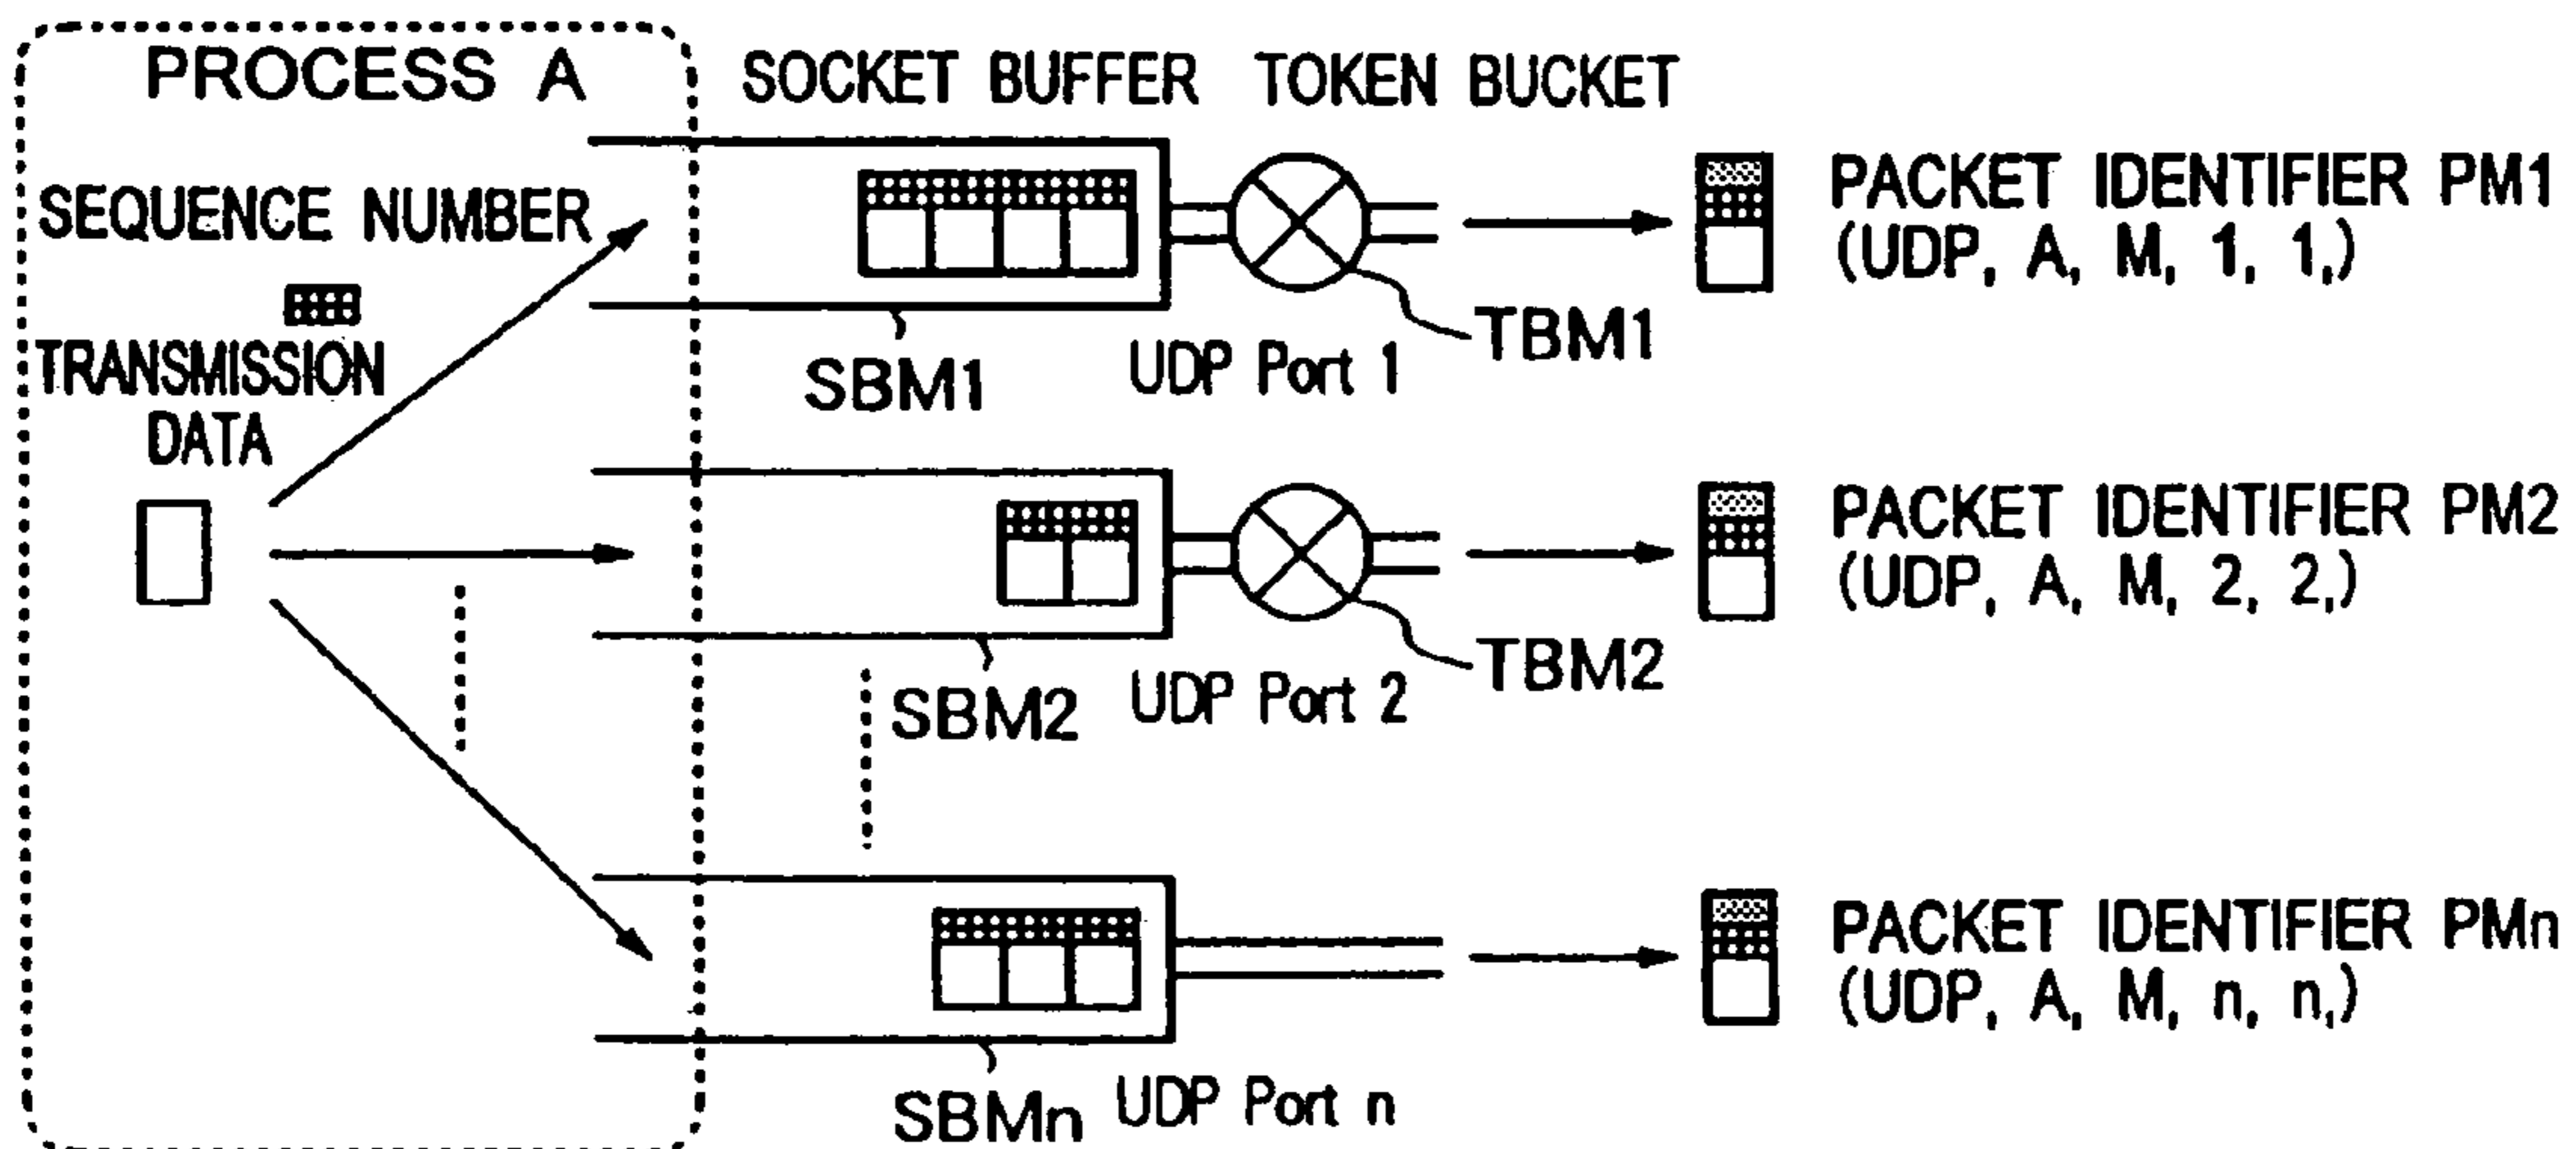 PROCESS A
SOCKET BUFFER
TOKEN BUCKET
SEQUENCE NUMBER
TRANSMISSION
DATA
PACKET IDENTIFIER PM1
(UDP, A, M, 1, 1,)
SBM1
UDP Port 1
TBM1
PACKET IDENTIFIER PM2
(UDP, A, M, 2, 2,)
SBM2
UDP Port 2
TBM2
PACKET IDENTIFIER PMn
(UDP, A, M, n, n,)
SBMn
UDP Port n